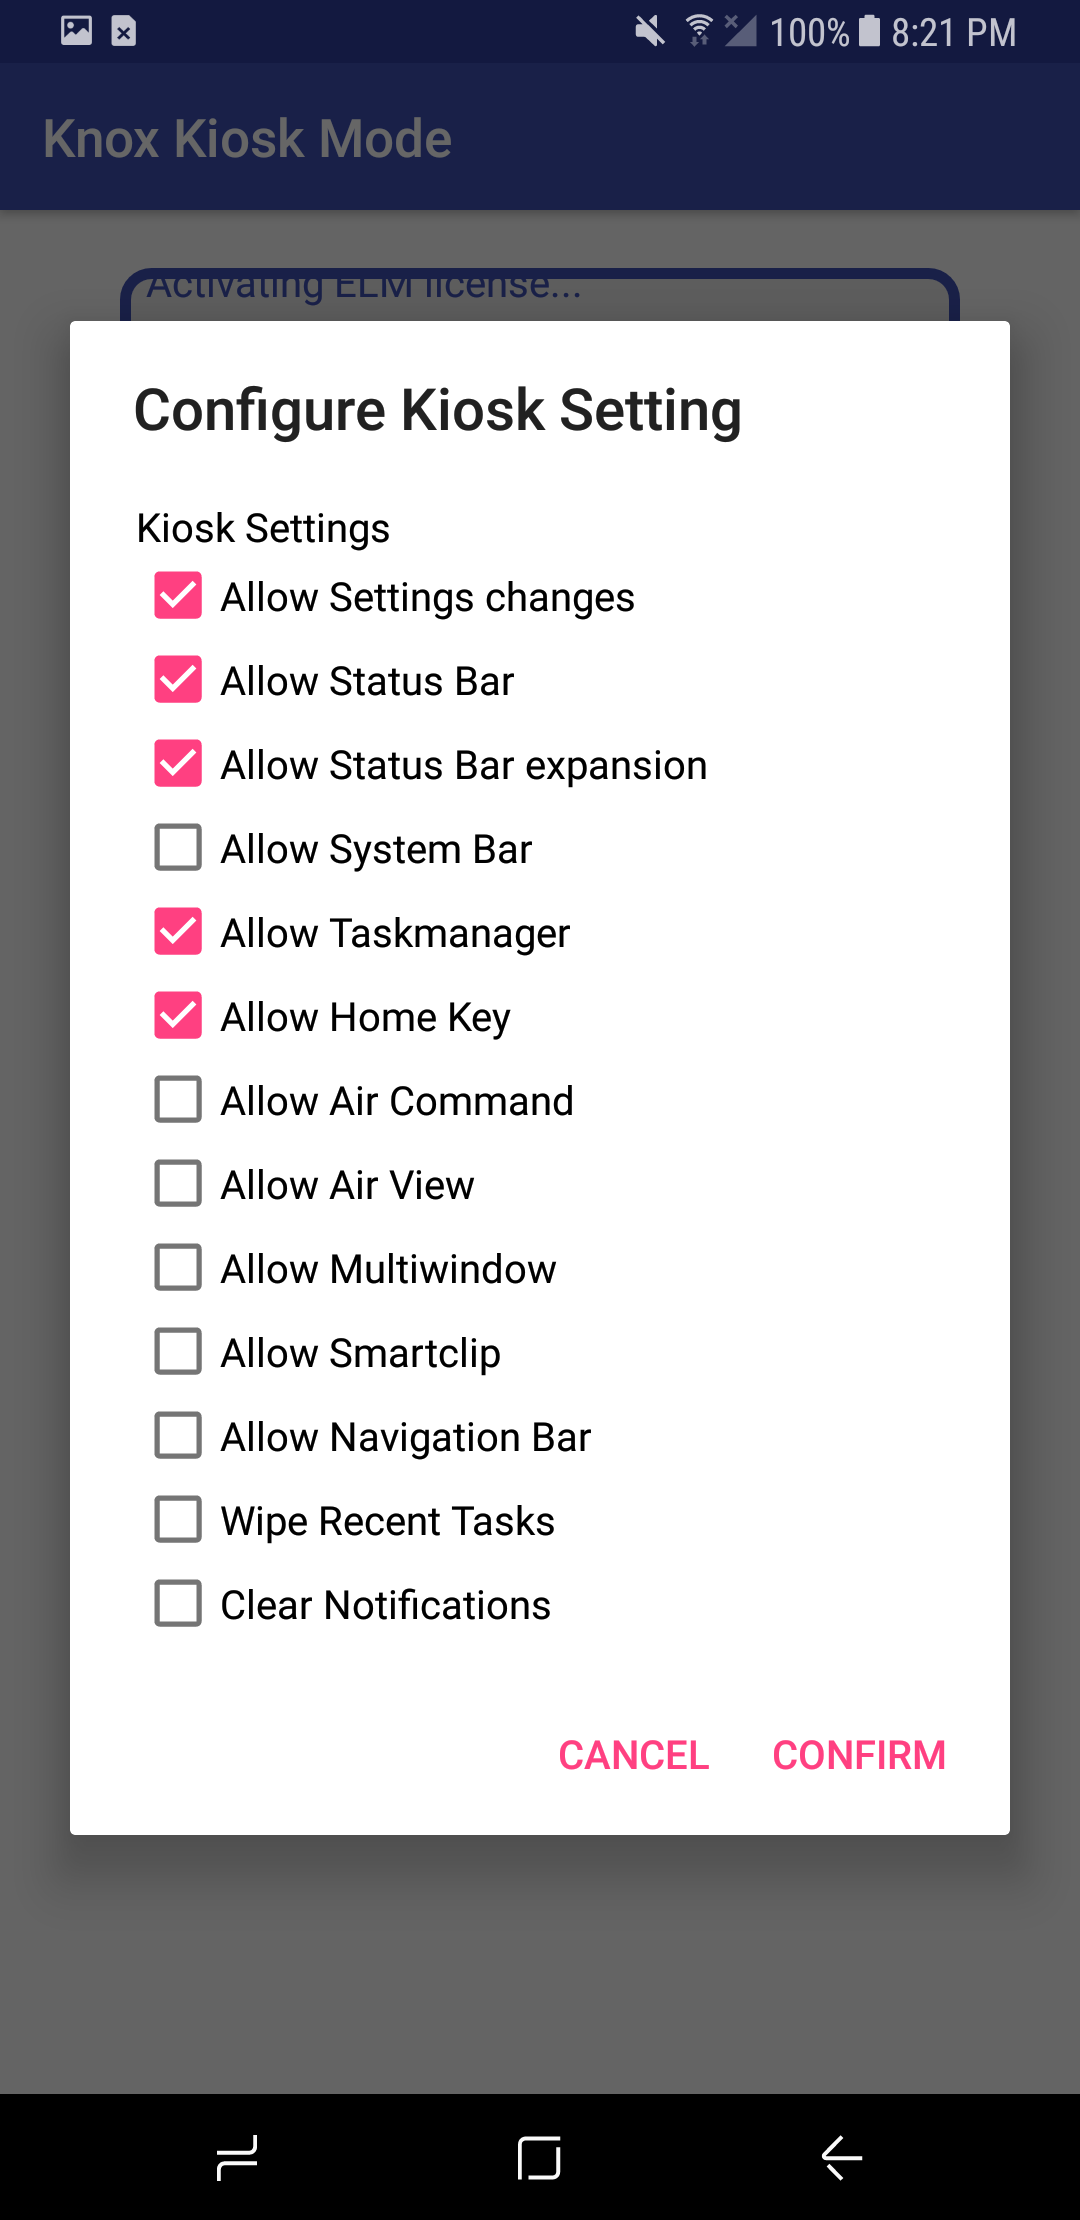 100% 8:21 PM
Knox Kiosk Mode
Activating ELM license...
Configure Kiosk Setting
Kiosk Settings
Allow Settings changes
Allow Status Bar
Allow Status Bar expansion
Allow System Bar
Allow Taskmanager
Allow Home Key
Allow Air Command
Allow Air View
Allow Multiwindow
Allow Smartclip
Allow Navigation Bar
Wipe Recent Tasks
Clear Notifications
CANCEL CONFIRM